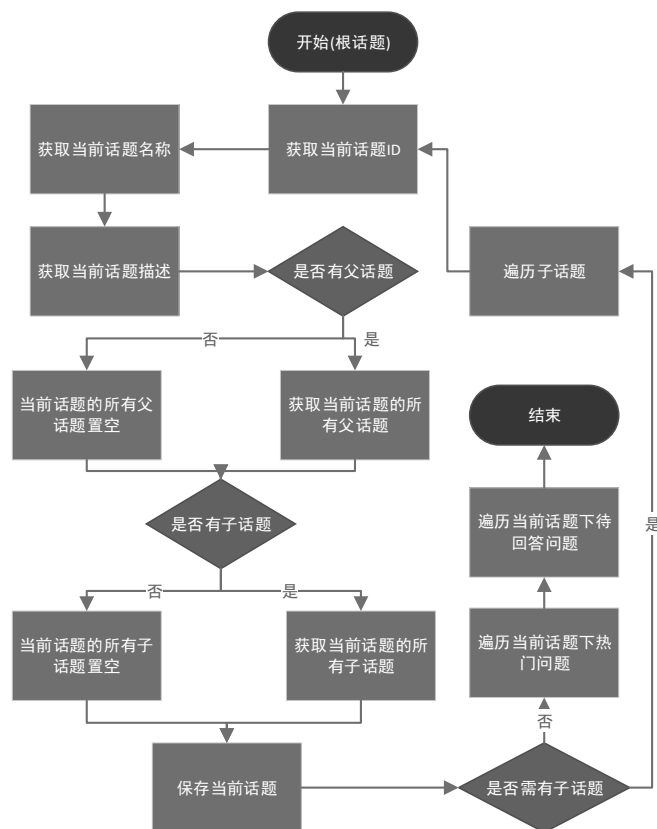 开始(根话题)
获取当前话题名称
获取当前话题ID
获取当前话题描述
是否有父话题
遍历子话题
否
是
当前话题的所有父
话题置空
获取当前话题的所
有父话题
结束
是否有子话题
遍历当前话题下待
回答问题
是
否
是
当前话题的所有子
话题置空
获取当前话题的所
有子话题
遍历当前话题下热
门问题
否
保存当前话题
是否需有子话题